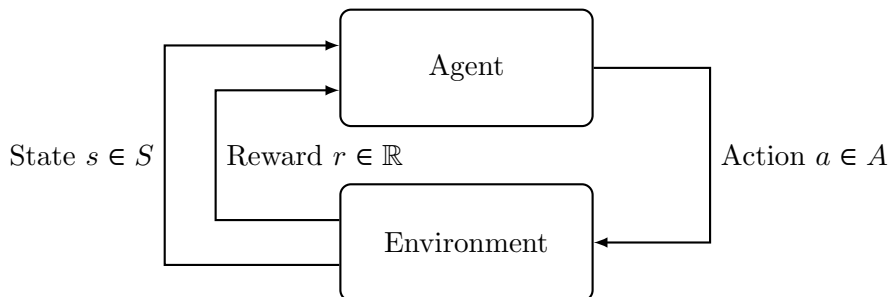 Agent
State s ∈ S
Reward r ∈ ℝ
Action a ∈ A
Environment